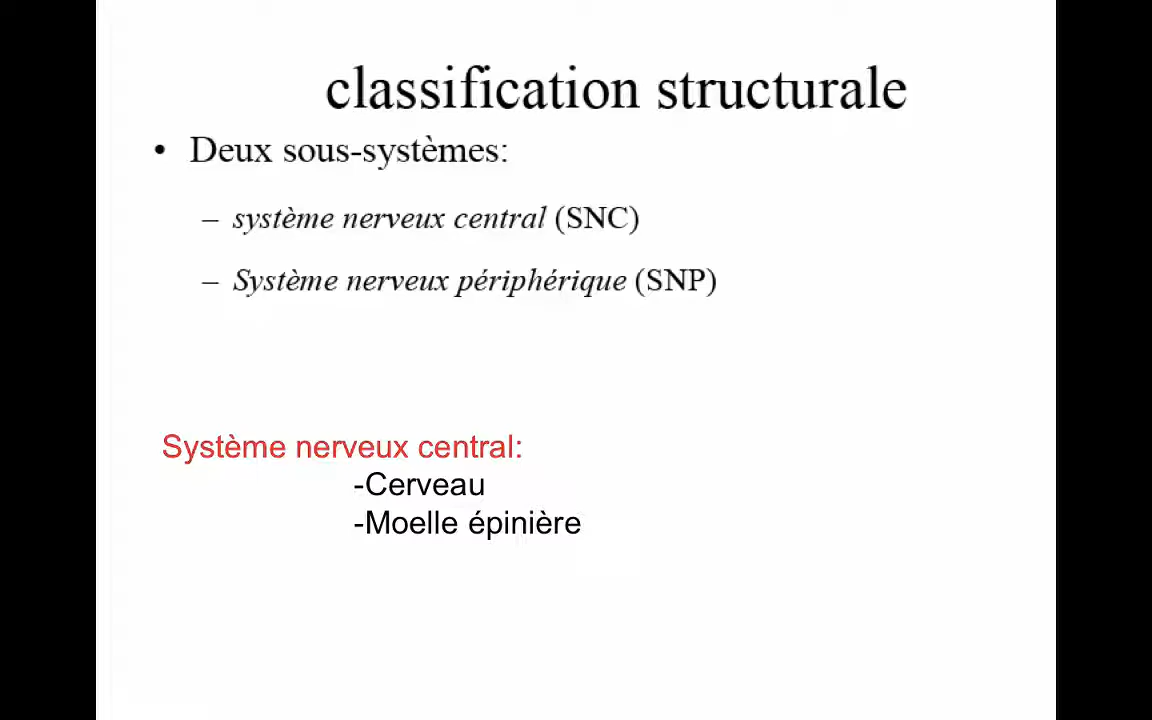 classification structurale
• Deux sous-systèmes:
– système nerveux central (SNC)
– Système nerveux périphérique (SNP)
Système nerveux central:
-Cerveau
-Moelle épinière